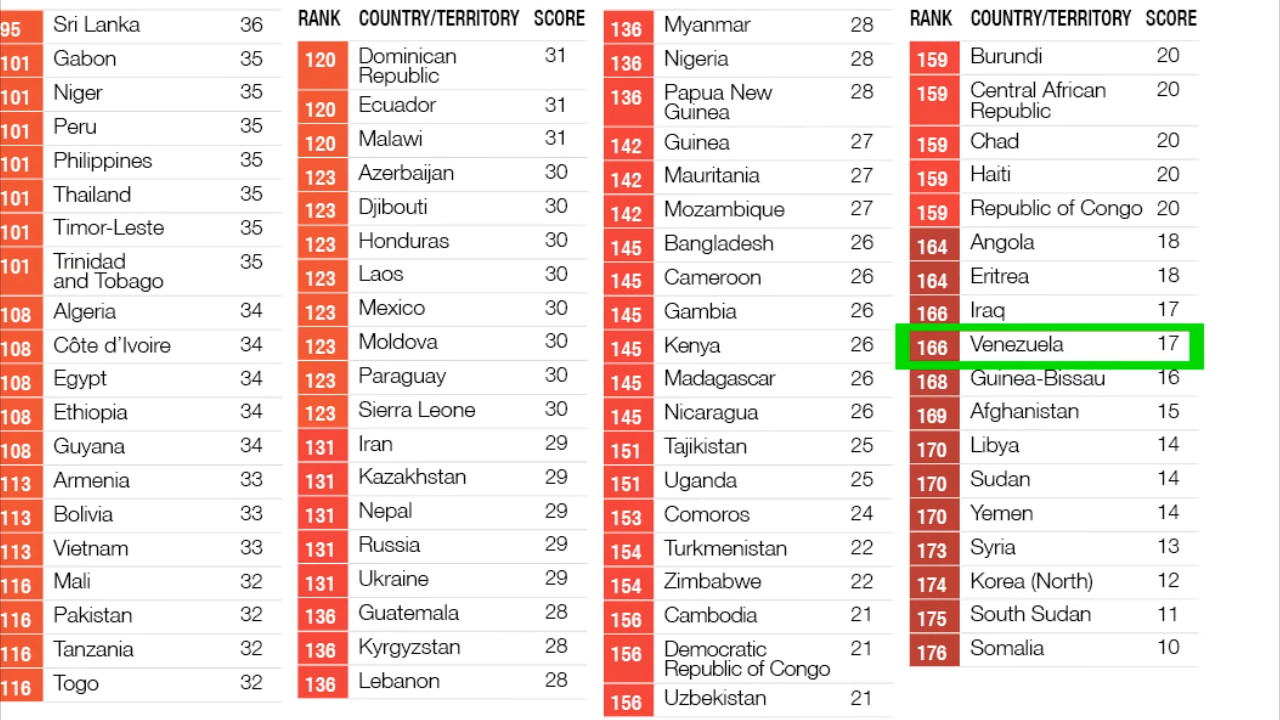 95 Sri Lanka 36
101 Gabon 35
101 Niger 35
101 Peru 35
101 Philippines 35
101 Thailand 35
101 Timor-Leste 35
101 Trinidad
and Tobago 35
108 Algeria 34
108 Côte d'Ivoire 34
108 Egypt 34
108 Ethiopia 34
108 Guyana 34
113 Armenia 33
113 Bolivia 33
113 Vietnam 33
116 Mali 32
116 Pakistan 32
116 Tanzania 32
116 Togo 32
RANK COUNTRY/TERRITORY SCORE
120 Dominican
Republic 31
120 Ecuador 31
120 Malawi 31
123 Azerbaijan 30
123 Djibouti 30
123 Honduras 30
123 Laos 30
123 Mexico 30
123 Moldova 30
123 Paraguay 30
123 Sierra Leone 30
131 Iran 29
131 Kazakhstan 29
131 Nepal 29
131 Russia 29
131 Ukraine 29
136 Guatemala 28
136 Kyrgyzstan 28
136 Lebanon 28
136 Myanmar 28
136 Nigeria 28
136 Papua New
Guinea 28
142 Guinea 27
142 Mauritania 27
142 Mozambique 27
145 Bangladesh 26
145 Cameroon 26
145 Gambia 26
145 Kenya 26
145 Madagascar 26
145 Nicaragua 26
151 Tajikistan 25
151 Uganda 25
153 Comoros 24
154 Turkmenistan 22
154 Zimbabwe 22
156 Cambodia 21
156 Democratic
Republic of Congo 21
156 Uzbekistan 21
RANK COUNTRY/TERRITORY SCORE
159 Burundi 20
159 Central African
Republic 20
159 Chad 20
159 Haiti 20
159 Republic of Congo 20
164 Angola 18
164 Eritrea 18
166 Iraq 17
166 Venezuela 17
168 Guinea-Bissau 16
169 Afghanistan 15
170 Libya 14
170 Sudan 14
170 Yemen 14
173 Syria 13
174 Korea (North) 12
175 South Sudan 11
176 Somalia 10